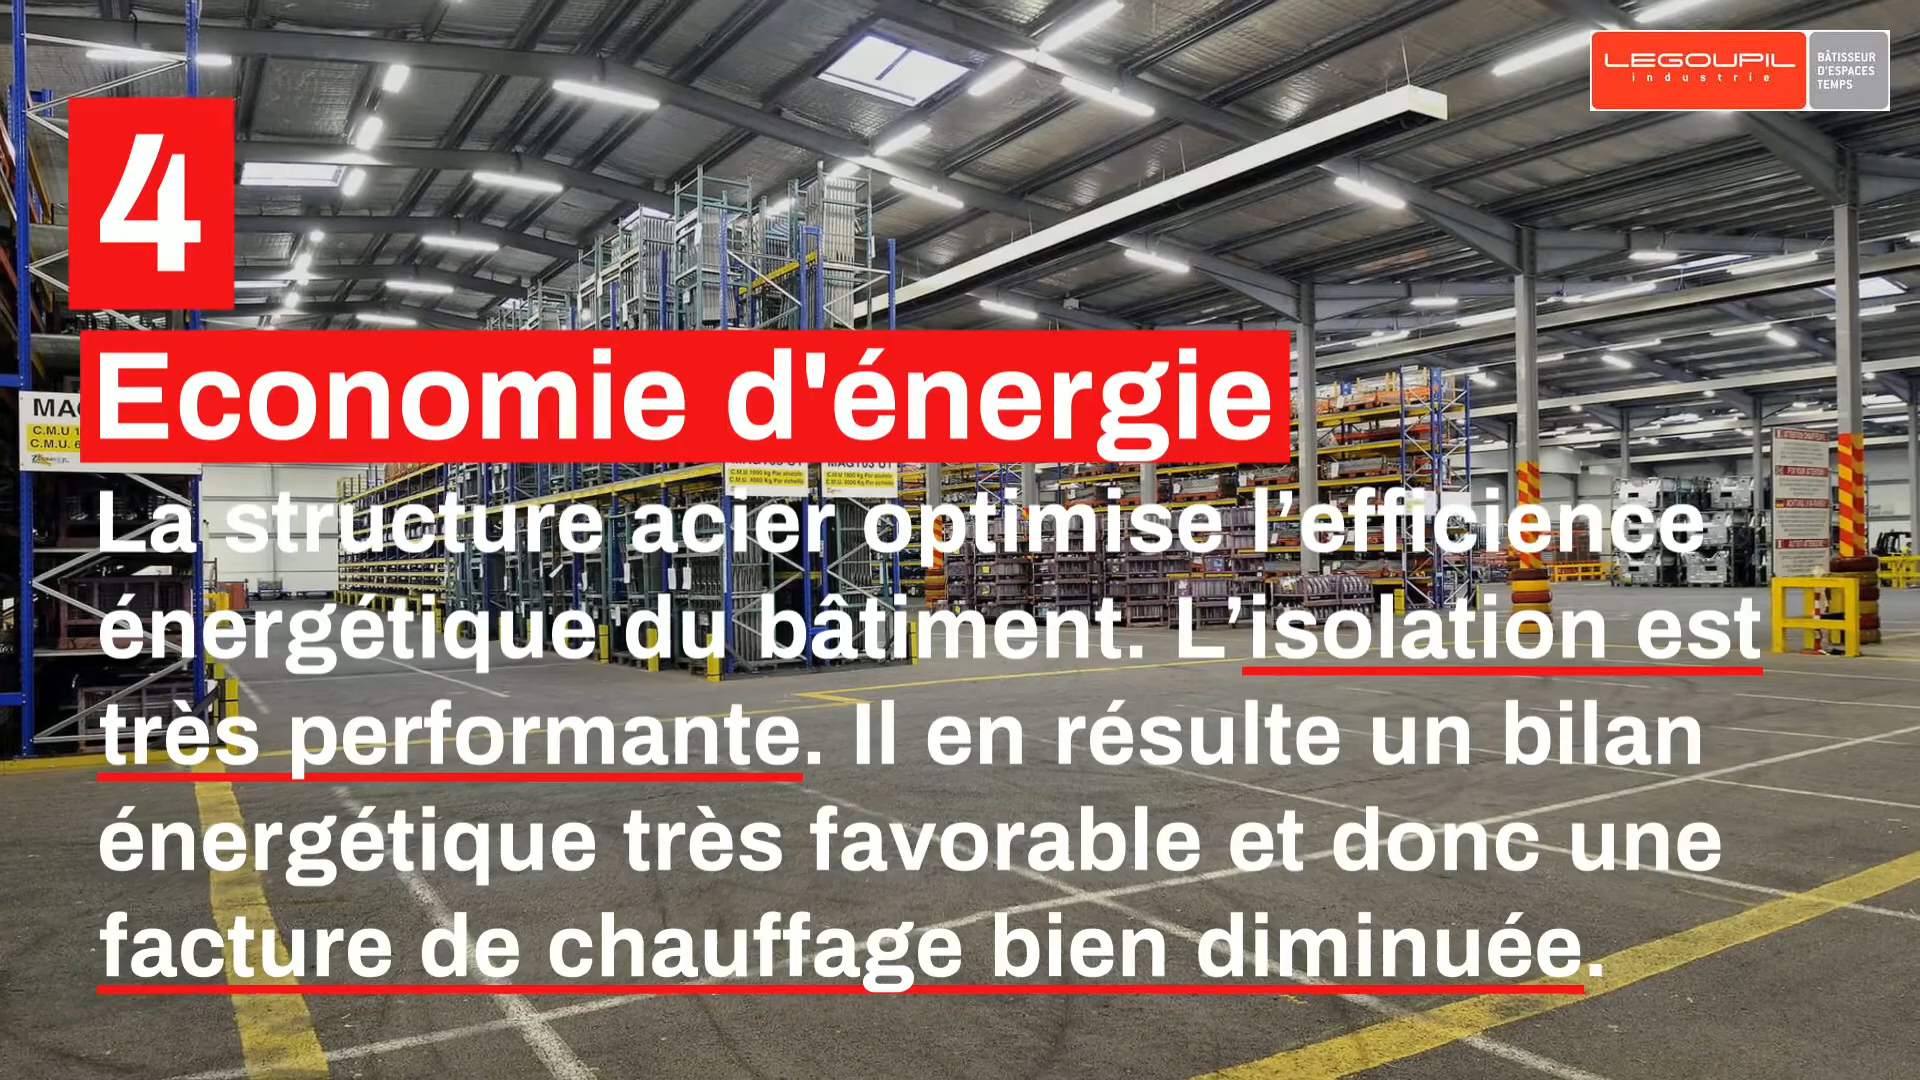 LEGOUPIL
industrie
BÂTISSEUR
D'ESPACES
TEMPS
4
Economie d'énergie
La structure acier optimise l’efficience
énergétique du bâtiment. L’isolation est
très performante. Il en résulte un bilan
énergétique très favorable et donc une
facture de chauffage bien diminuée.